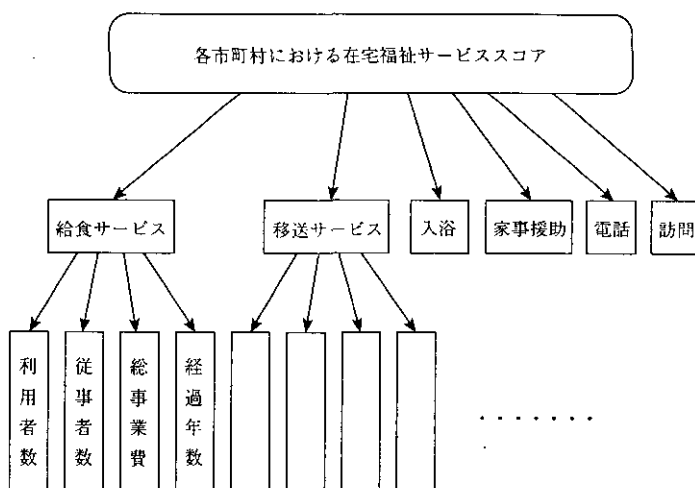 各市町村における在宅福祉サービススコア
給食サービス
移送サービス
入浴
家事援助
電話
訪問
利用者数
従事者数
総事業費
経過年数
．．．．．．．